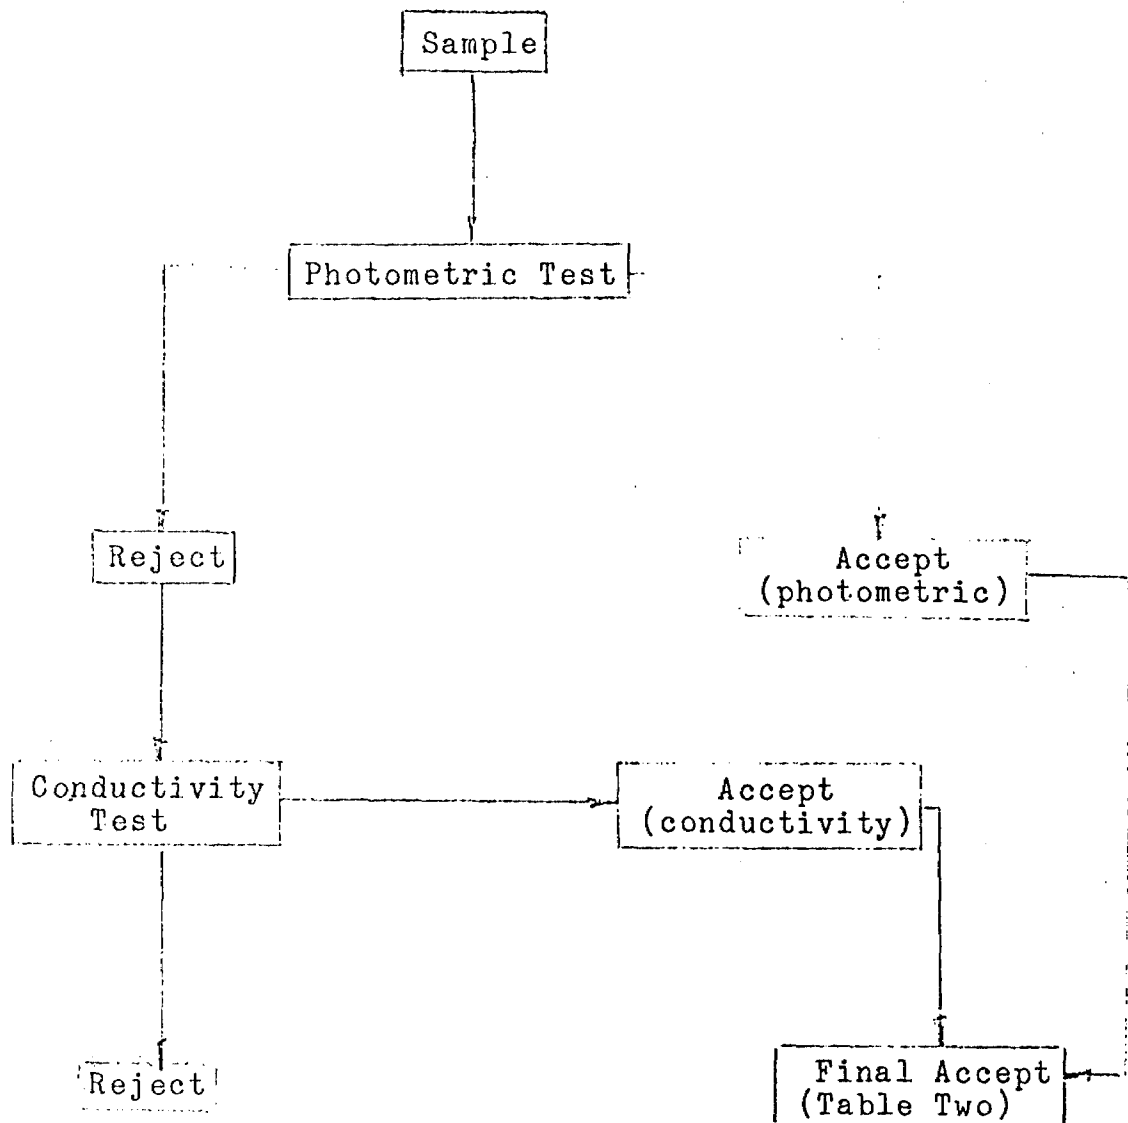 Sample
Photometric Test
Reject
Accept
(photometric)
Conductivity
Test
Accept
(conductivity)
Reject
Final Accept
(Table Two)